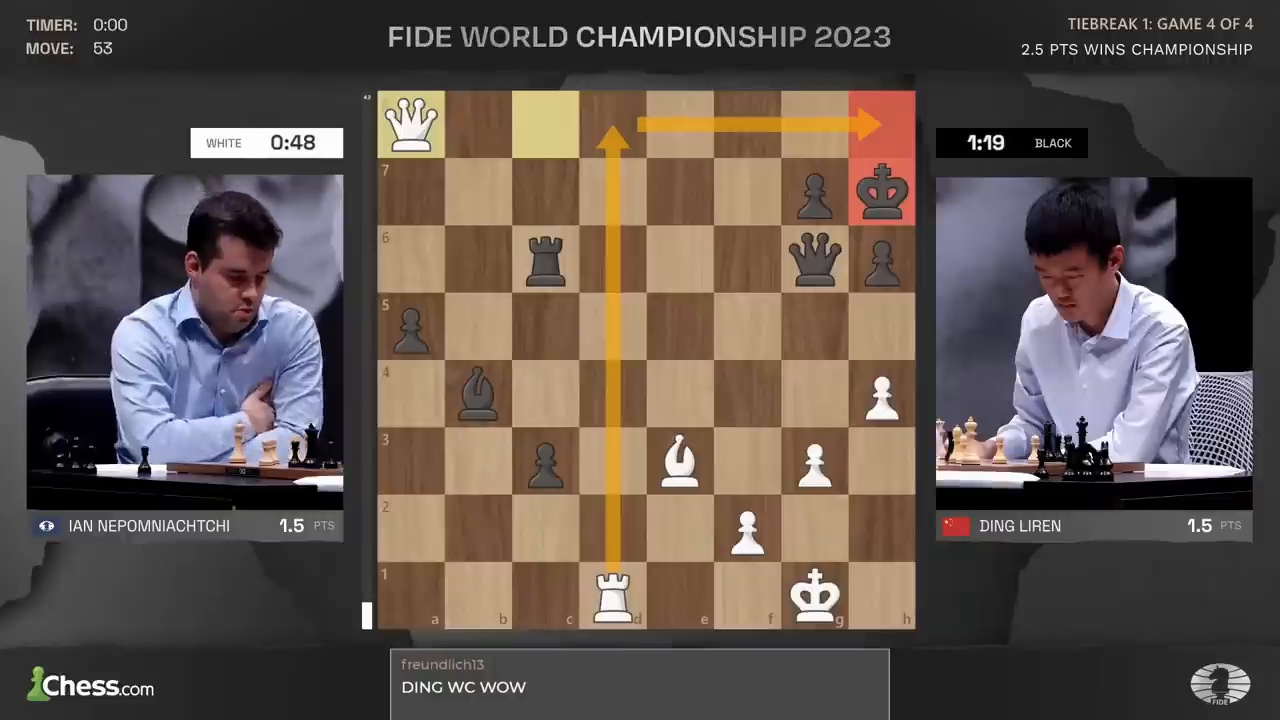 TIMER: 0:00
MOVE: 53
FIDE WORLD CHAMPIONSHIP 2023
TIEBREAK 1: GAME 4 OF 4
2.5 PTS WINS CHAMPIONSHIP
WHITE 0:48
1:19 BLACK
42
7
6
5
4
3
2
1
a b c d e f g h
IAN NEPOMNIACHTCHI 1.5 PTS
DING LIREN 1.5 PTS
freundlich13
DING WC WOW
Chess.com
FIDE